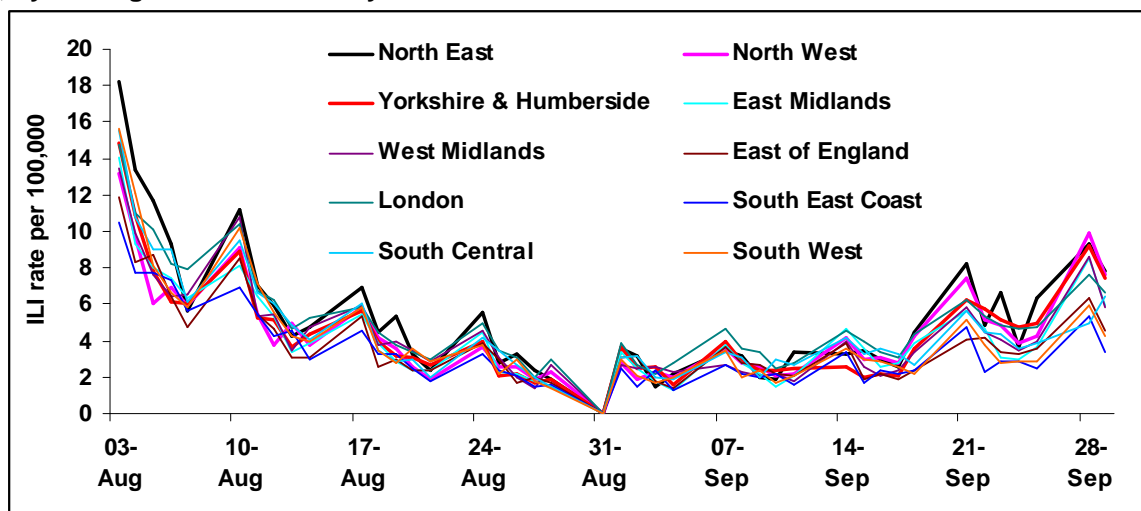 20
18
16
14
12
10
8
6
4
2
0
ILI rate per 100,000
North East
North West
Yorkshire & Humberside
East Midlands
West Midlands
East of England
London
South East Coast
South Central
South West
03-
Aug
10-
Aug
17-
Aug
24-
Aug
31-
Aug
07-
Sep
14-
Sep
21-
Sep
28-
Sep